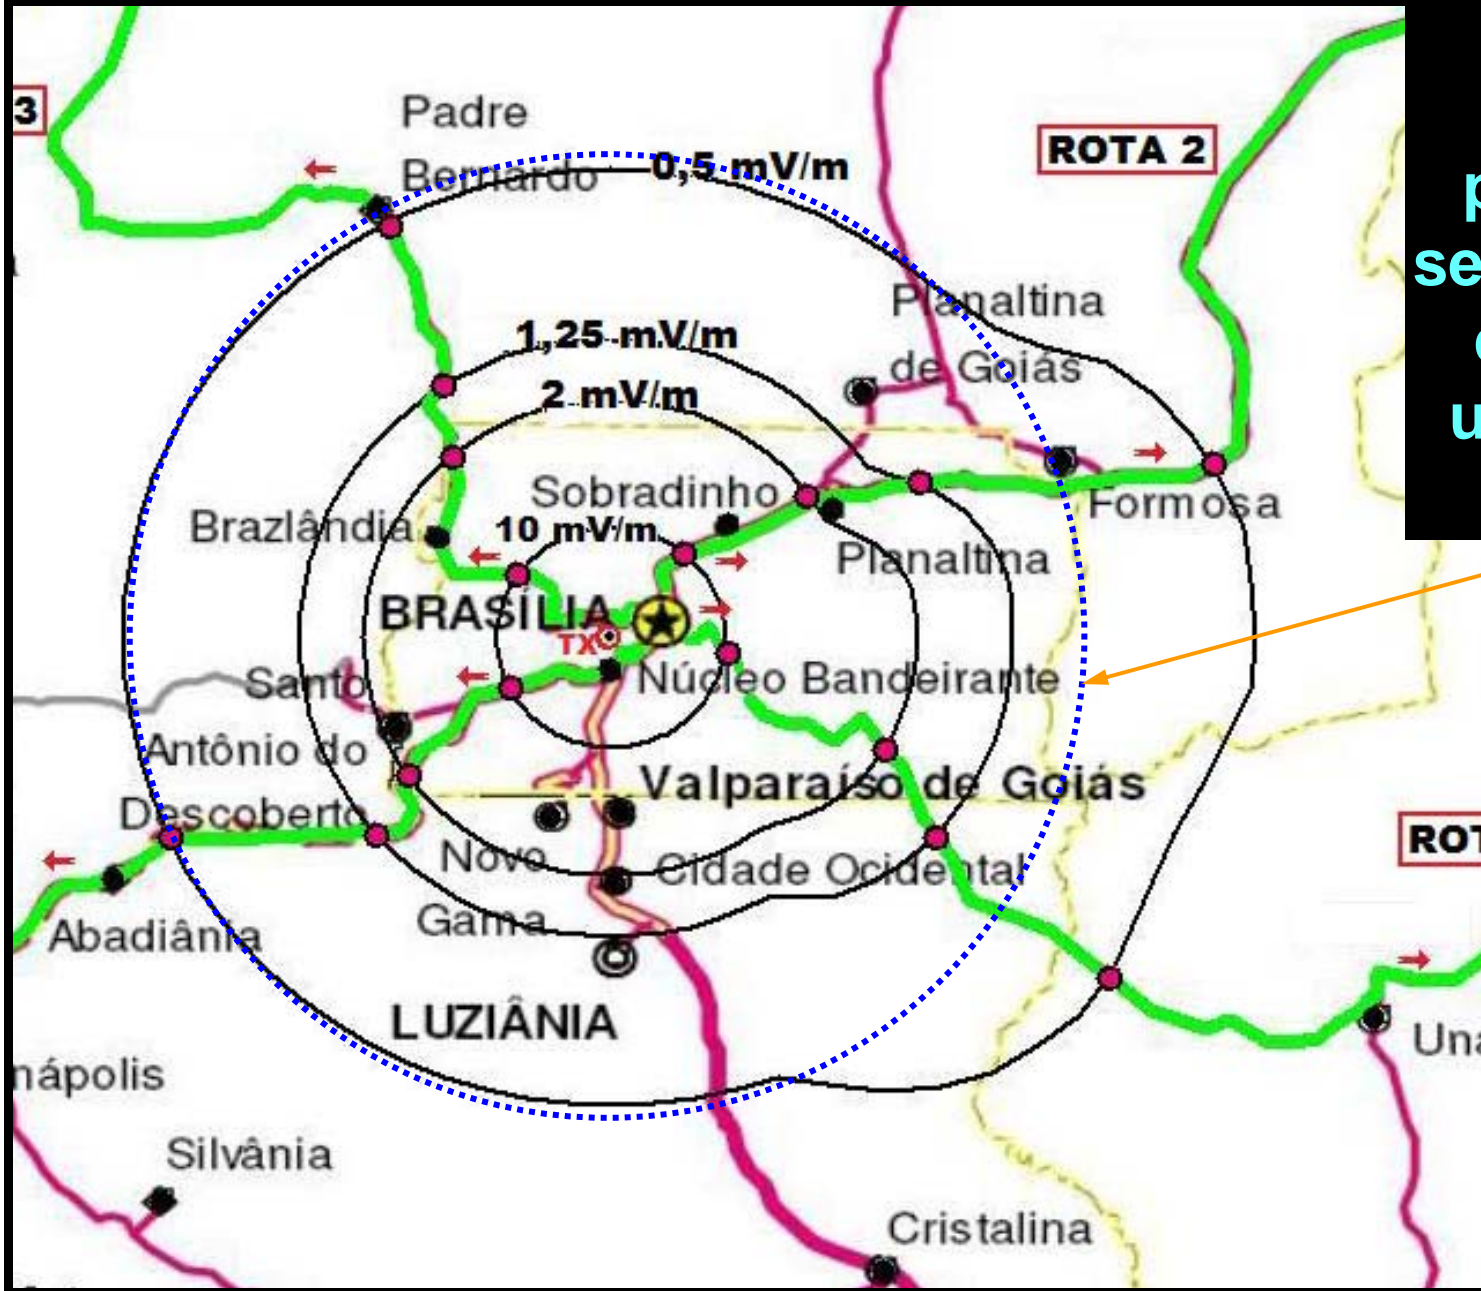 3
Padre
Bernardo
0,5 mV/m
ROTA 2
Planaltina
de Goiás
1,25 mV/m
2 mV/m
Sobradinho
Formosa
Brazlândia
10 mV/m
Planaltina
BRASÍLIA
TX
Núcleo Bandeirante
Santo
Antônio do
Descoberto
Valparaíso de Goiás
Novo
Gama
Cidade Ocidental
Abadiânia
LUZIÂNIA
nápolis
Silvânia
Cristalina
Una
ROT
p
se
u